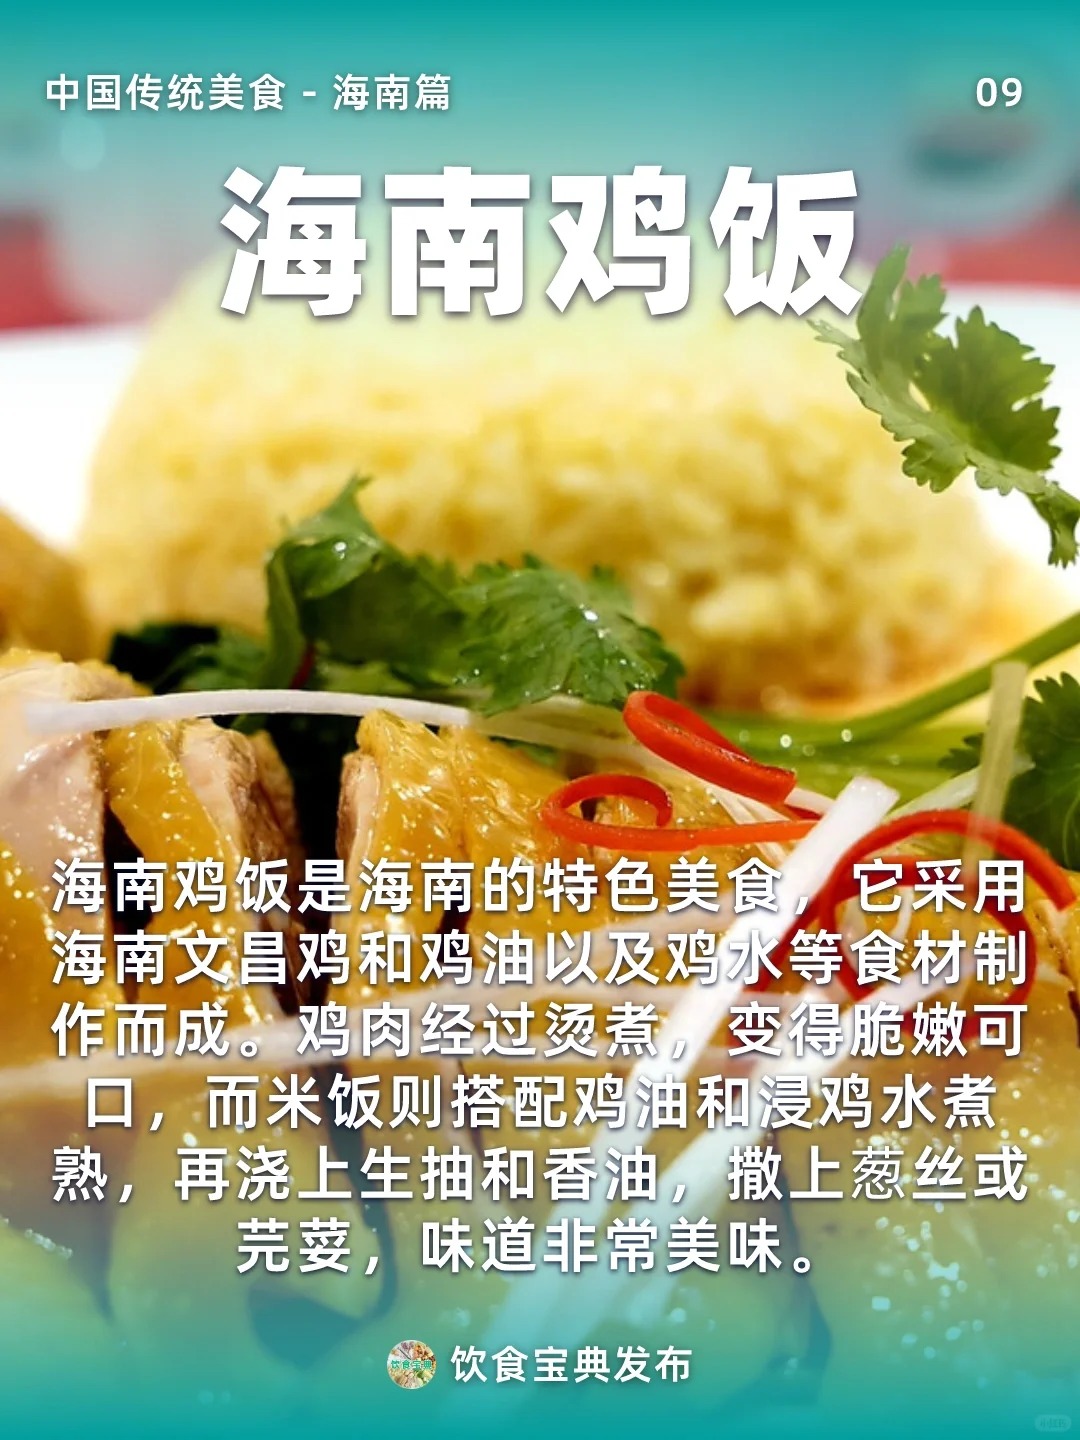 中国传统美食 - 海南篇
09
海南鸡饭
海南鸡饭是海南的特色美食，它采用
海南文昌鸡和鸡油以及鸡水等食材制
作而成。鸡肉经过烫煮，变得脆嫩可
口，而米饭则搭配鸡油和浸鸡水煮
熟，再浇上生抽和香油，撒上葱丝或
芫荽，味道非常美味。
饮食宝典
饮食宝典发布